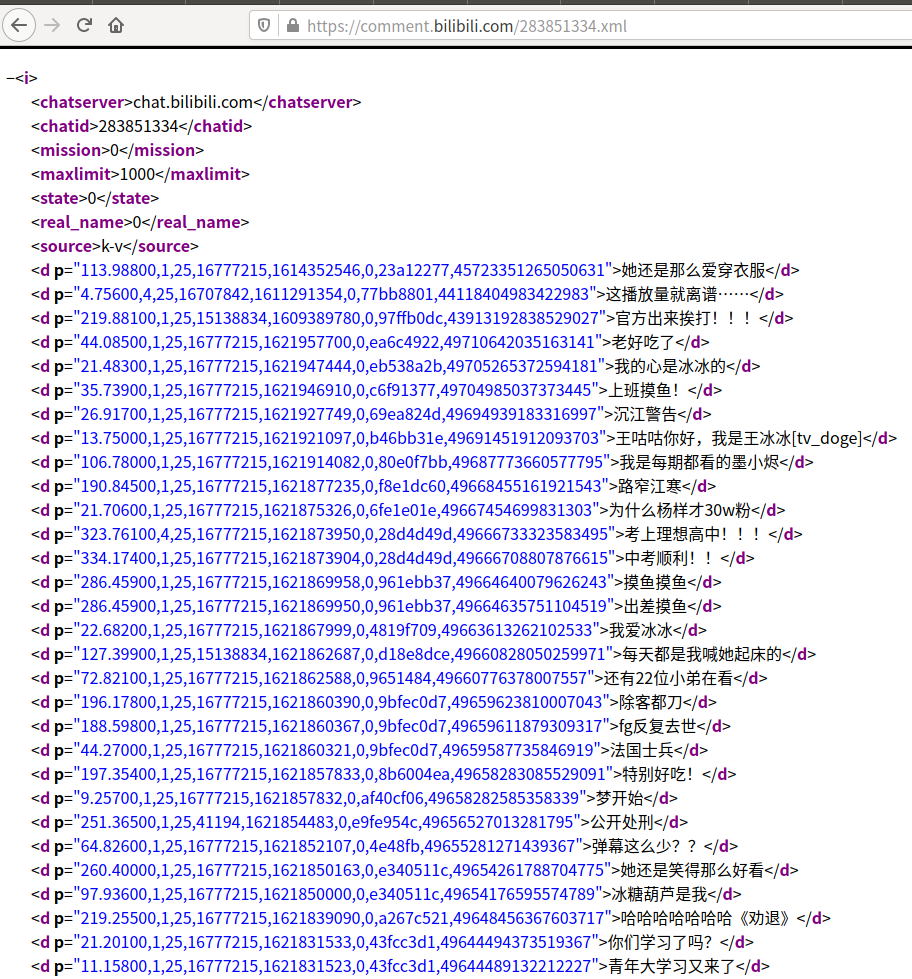 https://comment.bilibili.com/283851334.xml
−<i>
<chatserver>chat.bilibili.com</chatserver>
<chatid>283851334</chatid>
<mission>0</mission>
<maxlimit>1000</maxlimit>
<state>0</state>
<real_name>0</real_name>
<source>k-v</source>
<d p="113.98800,1,25,16777215,1614352546,0,23a12277,45723351265050631">她还是那么爱穿衣服</d>
<d p="4.75600,4,25,16707842,1611291354,0,77bb8801,44118404983422983">这播放量就离谱……</d>
<d p="219.88100,1,25,15138834,1609389780,0,97ffb0dc,43913192838529027">官方出来挨打！！！</d>
<d p="44.08500,1,25,16777215,1621957700,0,ea6c4922,49710642035163141">老好吃了</d>
<d p="21.48300,1,25,16777215,1621947444,0,eb538a2b,49705265372594181">我的心是冰冰的</d>
<d p="35.73900,1,25,16777215,1621946910,0,c6f91377,49704985037373445">上班摸鱼！</d>
<d p="26.91700,1,25,16777215,1621927749,0,69ea824d,49694939183316997">沉江警告</d>
<d p="13.75000,1,25,16777215,1621921097,0,b46bb31e,49691451912093703">王咕咕你好，我是王冰冰[tv_doge]</d>
<d p="106.78000,1,25,16777215,1621914082,0,80e0f7bb,49687773660577795">我是每期都看的墨小烬</d>
<d p="190.84500,1,25,16777215,1621877235,0,f8e1dc60,49668455161921543">路窄江寒</d>
<d p="21.70600,1,25,16777215,1621875326,0,6fe1e01e,49667454699831303">为什么杨样才30w粉</d>
<d p="323.76100,4,25,16777215,1621873950,0,28d4d49d,49666733323583495">考上理想高中！！！</d>
<d p="334.17400,1,25,16777215,1621873904,0,28d4d49d,49666708807876615">中考顺利！！</d>
<d p="286.45900,1,25,16777215,1621869958,0,961ebb37,49664640079626243">摸鱼摸鱼</d>
<d p="286.45900,1,25,16777215,1621869950,0,961ebb37,49664635751104519">出差摸鱼</d>
<d p="22.68200,1,25,16777215,1621867999,0,4819f709,49663613262102533">我爱冰冰</d>
<d p="127.39900,1,25,15138834,1621862687,0,d18e8dce,49660828050259971">每天都是我喊她起床的</d>
<d p="72.82100,1,25,16777215,1621862588,0,9651484,49660776378007557">还有22位小弟在看</d>
<d p="196.17800,1,25,16777215,1621860390,0,9bfec0d7,49659623810007043">除客都刀</d>
<d p="188.59800,1,25,16777215,1621860367,0,9bfec0d7,49659611879309317">fg反复去世</d>
<d p="44.27000,1,25,16777215,1621860321,0,9bfec0d7,49659587735846919">法国士兵</d>
<d p="197.35400,1,25,16777215,1621857833,0,8b6004ea,49658283085529091">特别好吃！</d>
<d p="9.25700,1,25,16777215,1621857832,0,af40cf06,49658282585358339">梦开始</d>
<d p="251.36500,1,25,41194,1621854483,0,e9fe954c,49656527013281795">公开处刑</d>
<d p="64.82600,1,25,16777215,1621852107,0,4e48fb,49655281271439367">弹幕这么少？？</d>
<d p="260.40000,1,25,16777215,1621850163,0,e340511c,49654261788704775">她还是笑得那么好看</d>
<d p="97.93600,1,25,16777215,1621850000,0,e340511c,49654176595574789">冰糖葫芦是我</d>
<d p="219.25500,1,25,16777215,1621839090,0,a267c521,49648456367603717">哈哈哈哈哈哈哈《劝退》</d>
<d p="21.20100,1,25,16777215,1621831533,0,43fcc3d1,49644494373519367">你们学习了吗？</d>
<d p="11.15800,1,25,16777215,1621831523,0,43fcc3d1,49644489132212227">青年大学习又来了</d>